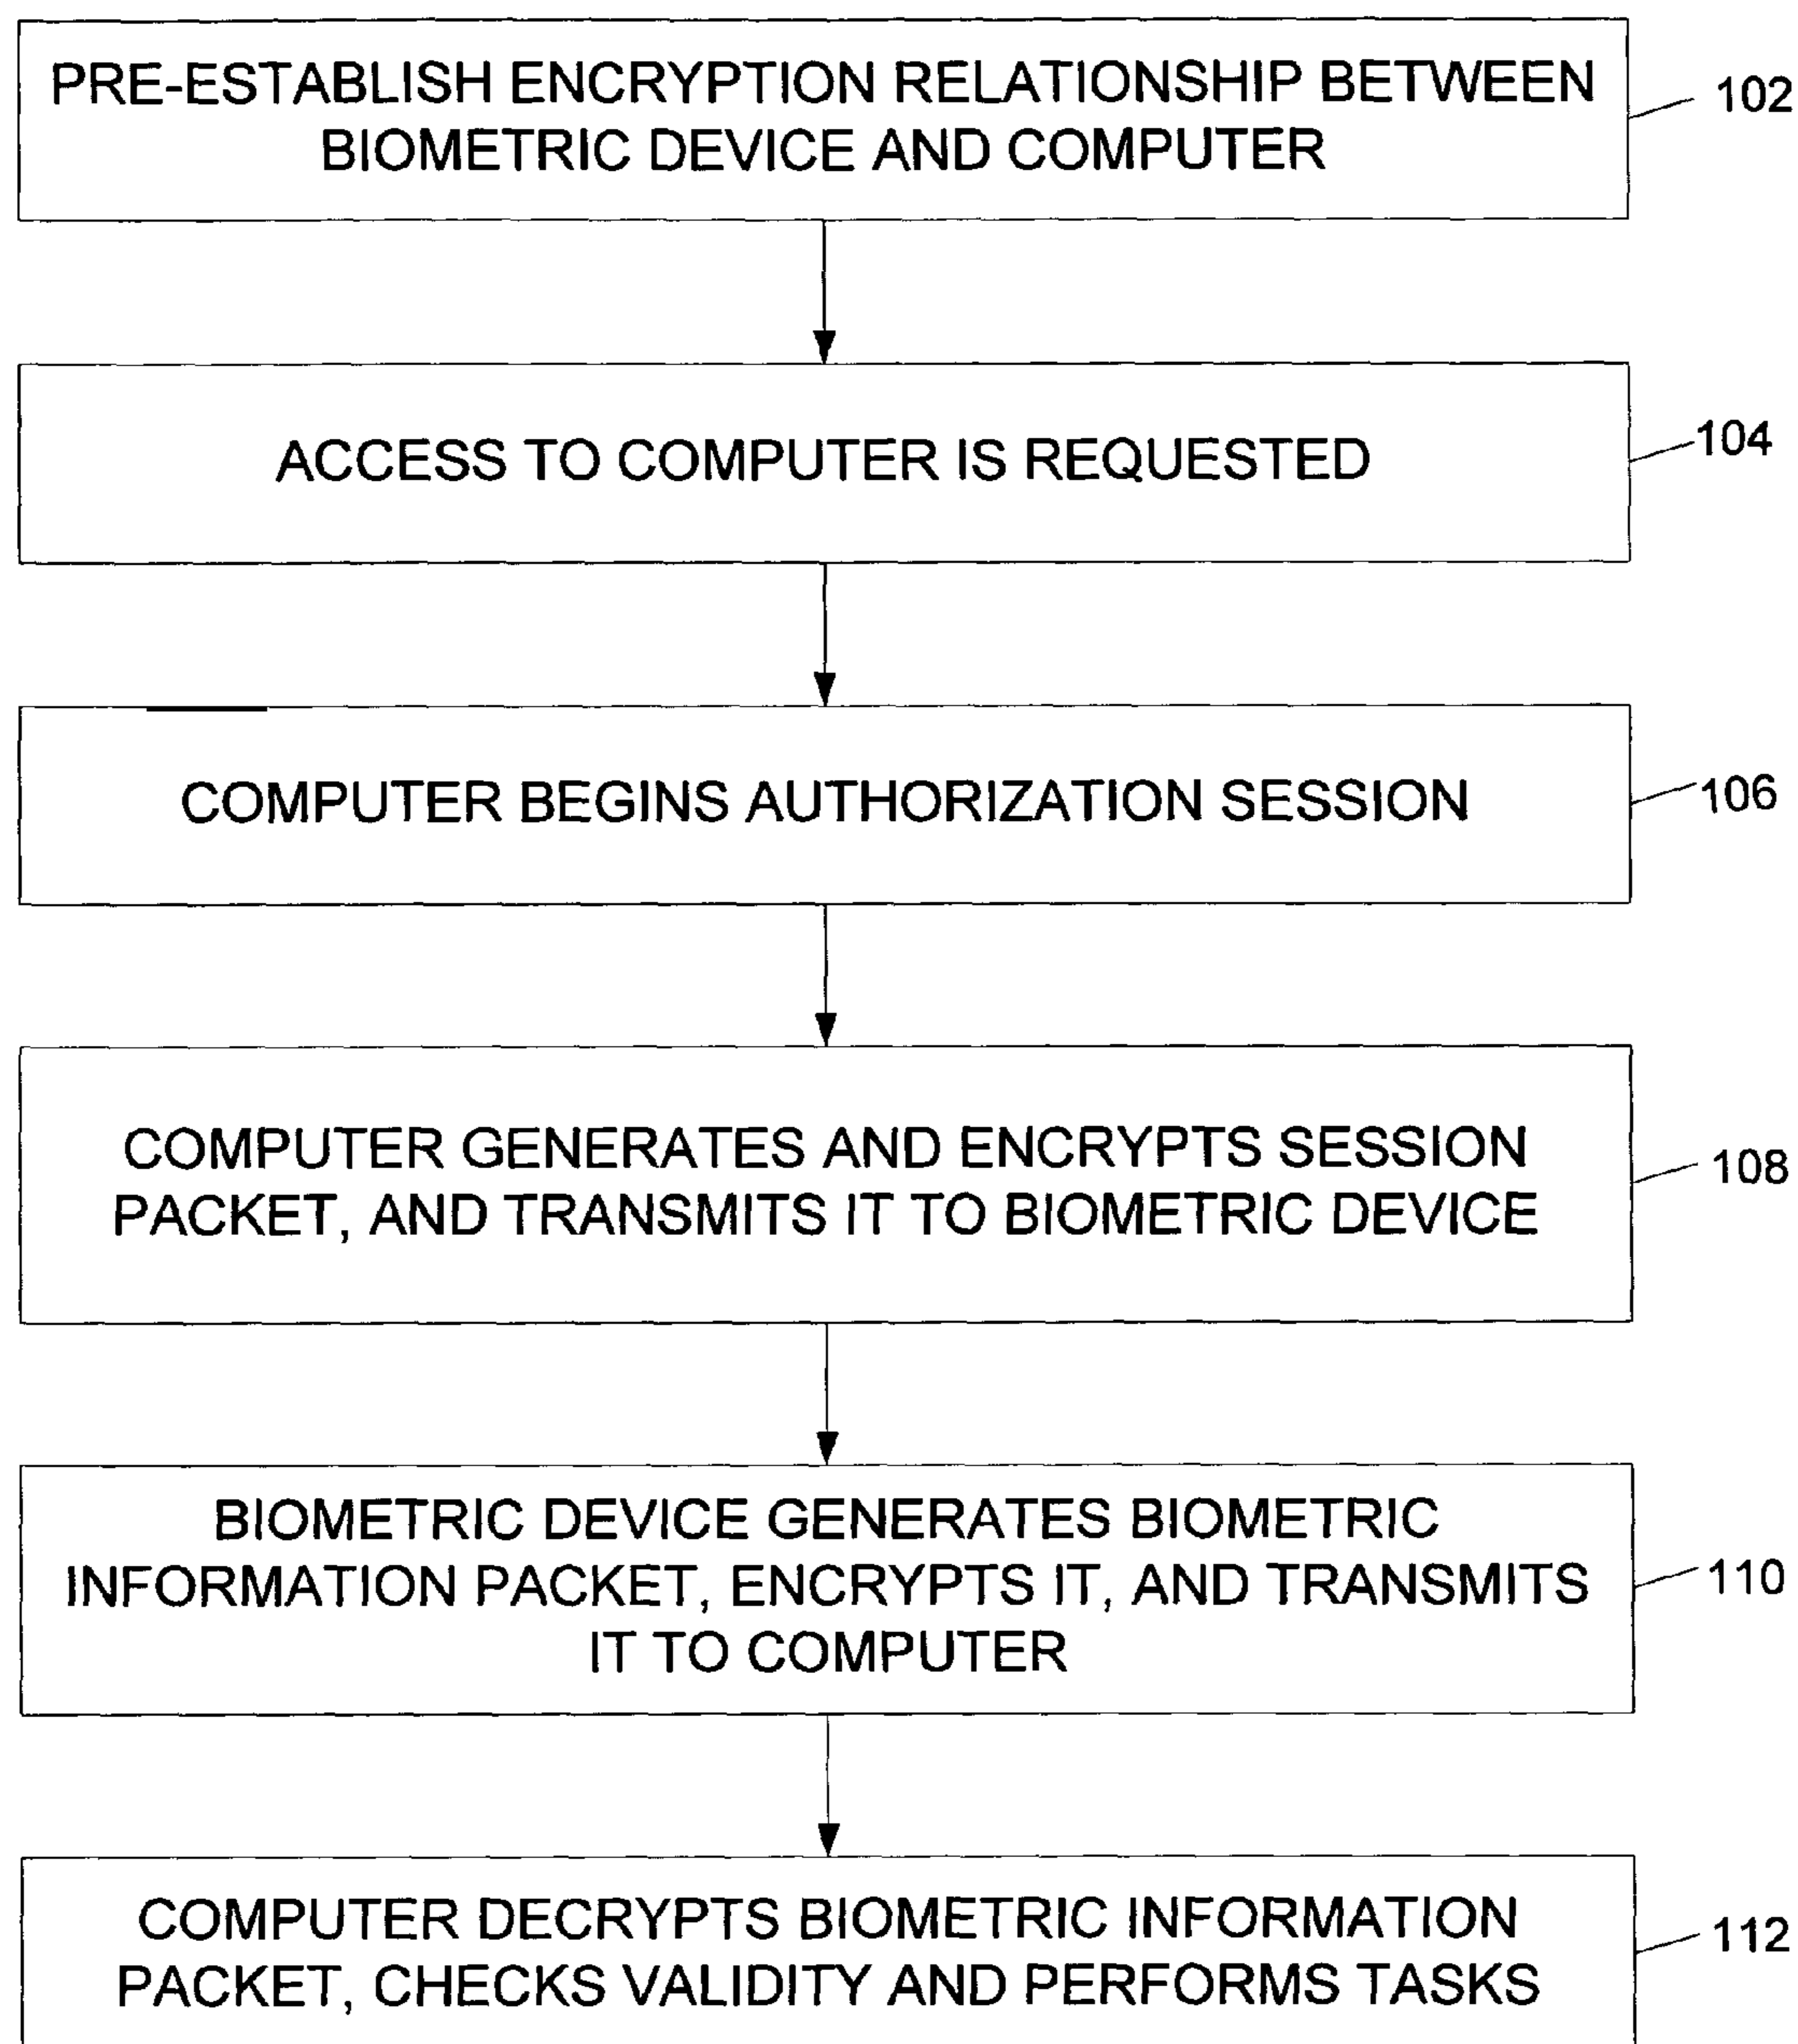 PRE-ESTABLISH ENCRYPTION RELATIONSHIP BETWEEN
BIOMETRIC DEVICE AND COMPUTER
102
ACCESS TO COMPUTER IS REQUESTED
104
COMPUTER BEGINS AUTHORIZATION SESSION
106
COMPUTER GENERATES AND ENCRYPTS SESSION
PACKET, AND TRANSMITS IT TO BIOMETRIC DEVICE
108
BIOMETRIC DEVICE GENERATES BIOMETRIC
INFORMATION PACKET, ENCRYPTS IT, AND TRANSMITS
IT TO COMPUTER
110
COMPUTER DECRYPTS BIOMETRIC INFORMATION
PACKET, CHECKS VALIDITY AND PERFORMS TASKS
112